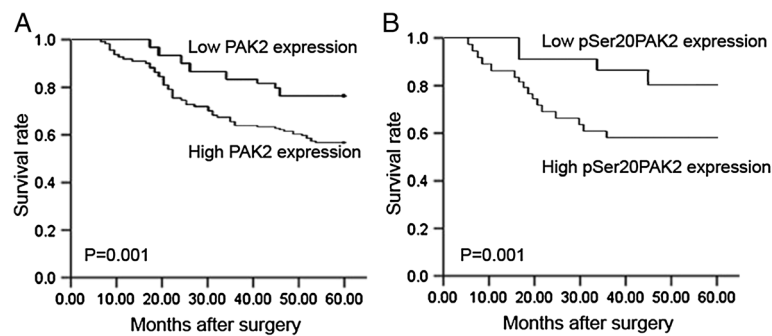 A
Survival rate
1.0
0.8
0.6
0.4
0.2
0.0
Low PAK2 expression
High PAK2 expression
P=0.001
0.00 10.00 20.00 30.00 40.00 50.00 60.00
Months after surgery
B
Survival rate
1.0
0.8
0.6
0.4
0.2
0.0
Low pSer20PAK2 expression
High pSer20PAK2 expression
P=0.001
0.00 10.00 20.00 30.00 40.00 50.00 60.00
Months after surgery